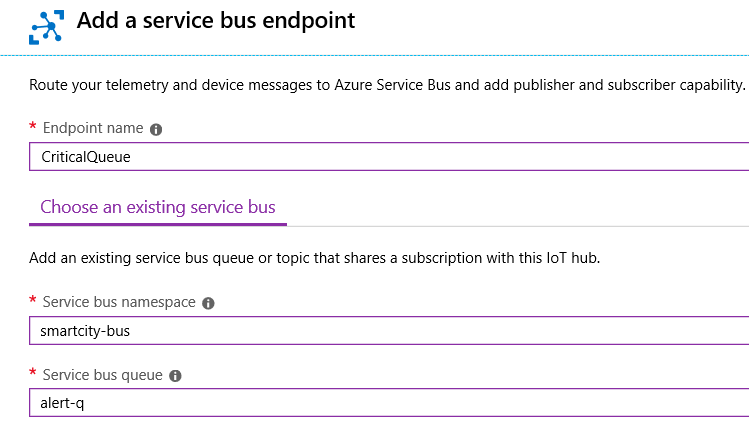 Add a service bus endpoint
Route your telemetry and device messages to Azure Service Bus and add publisher and subscriber capability.
* Endpoint name
CriticalQueue
Choose an existing service bus
Add an existing service bus queue or topic that shares a subscription with this IoT hub.
* Service bus namespace
smartcity-bus
* Service bus queue
alert-q